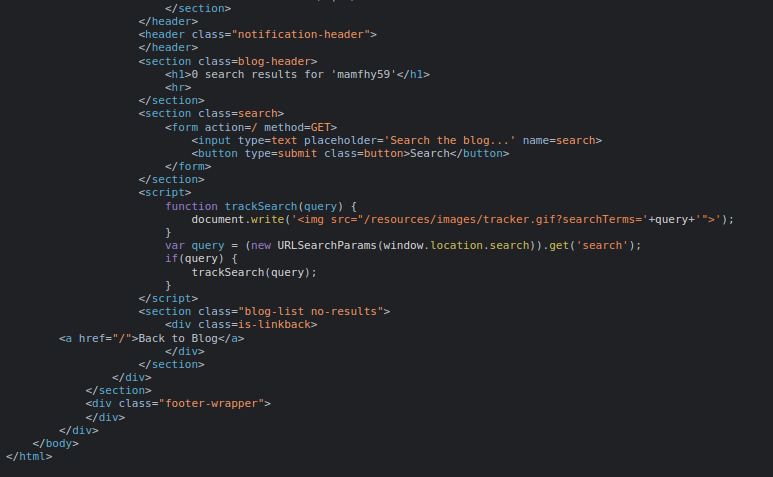 </section>
</header>
<header class="notification-header">
</header>
<section class=blog-header>
<h1>0 search results for 'mamfhy59'</h1>
<hr>
</section>
<section class=search>
<form action=/ method=GET>
<input type=text placeholder='Search the blog...' name=search>
<button type=submit class=button>Search</button>
</form>
</section>
<script>
function trackSearch(query) {
document.write('<img src="/resources/images/tracker.gif?searchTerms='+query+'">');
}
var query = (new URLSearchParams(window.location.search)).get('search');
if(query) {
trackSearch(query);
}
</script>
<section class="blog-list no-results">
<div class=is-linkback>
<a href="/">Back to Blog</a>
</div>
</section>
</div>
</section>
<div class="footer-wrapper">
</div>
</div>
</body>
</html>